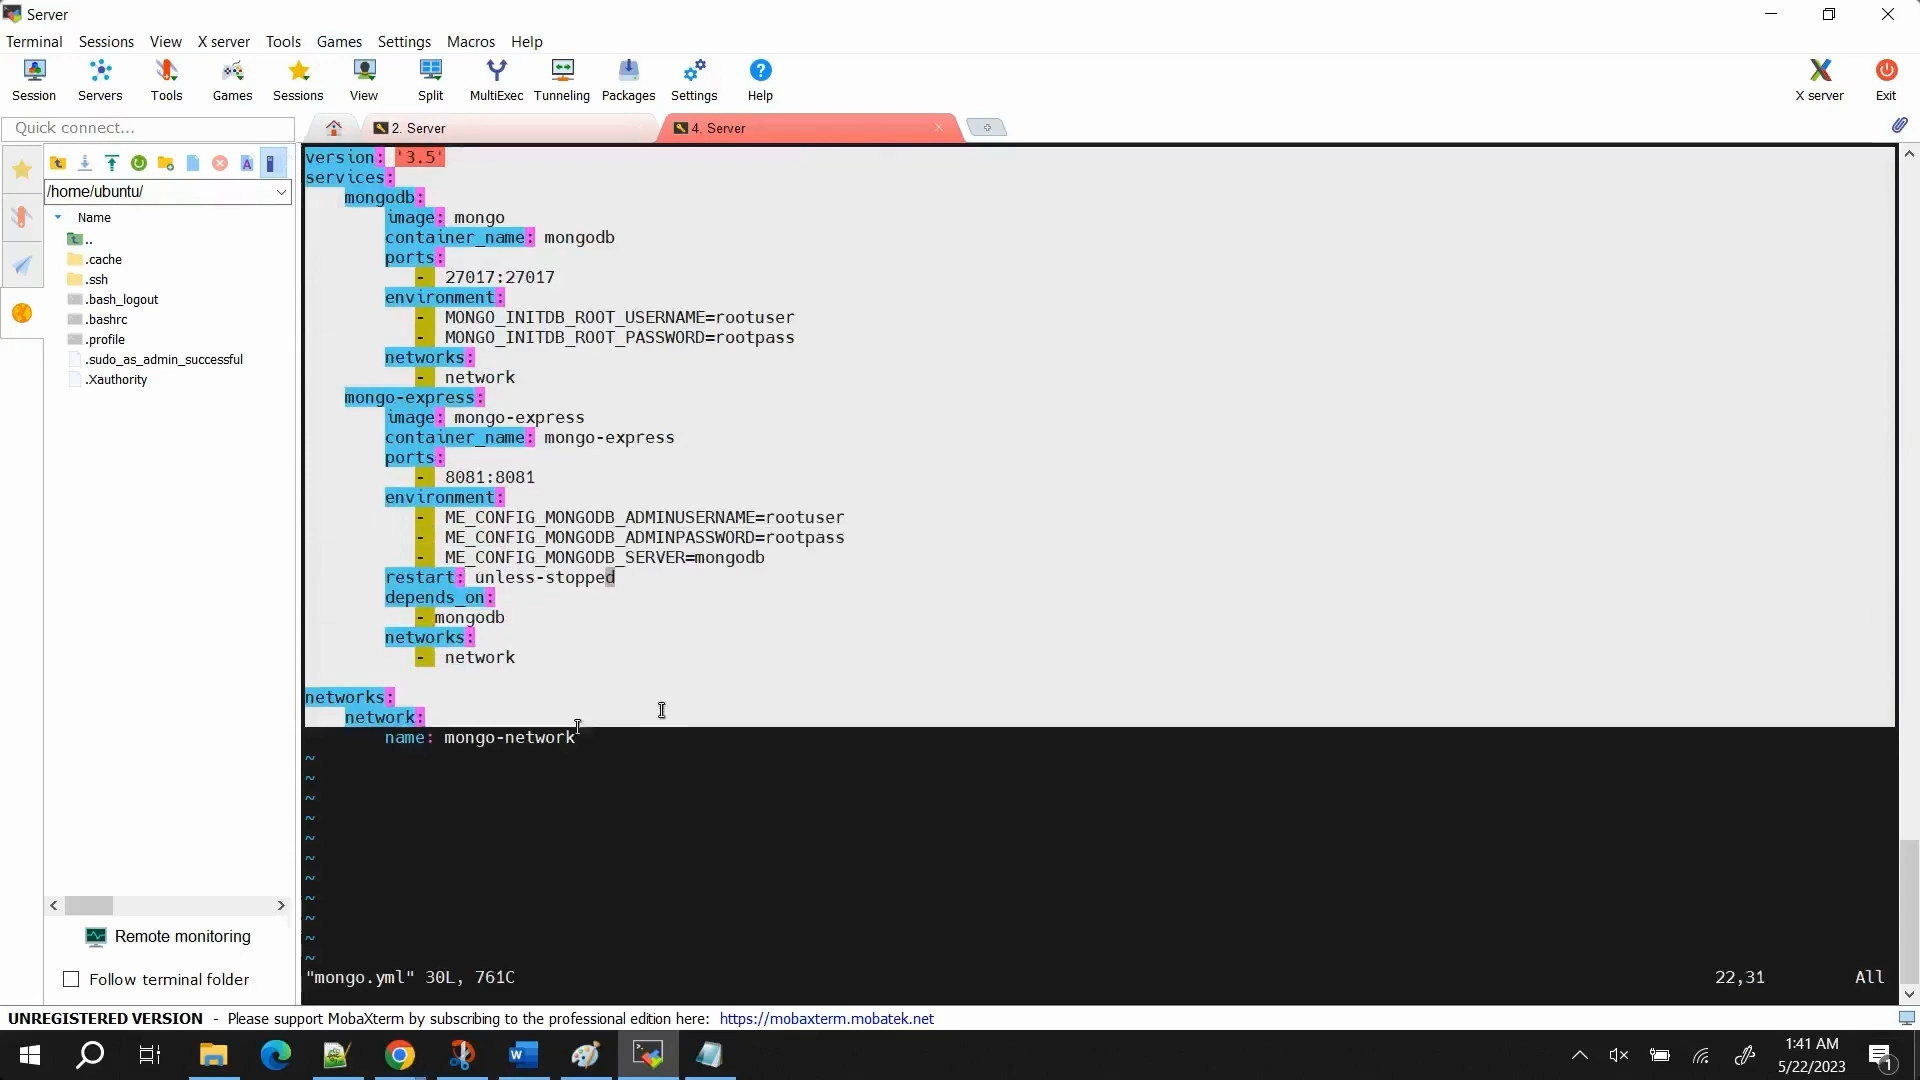 Server
Terminal Sessions View X server Tools Games Settings Macros Help
Session Servers Tools Games Sessions View Split MultiExec Tunneling Packages Settings Help X server Exit
Quick connect...
2. Server
4. Server
/home/ubuntu/
Name
..
.cache
.ssh
.bash_logout
.bashrc
.profile
.sudo_as_admin_successful
.Xauthority
Remote monitoring
Follow terminal folder
version: '3.5'
services:
    mongodb:
        image: mongo
        container_name: mongodb
        ports:
           - 27017:27017
        environment:
           - MONGO_INITDB_ROOT_USERNAME=rootuser
           - MONGO_INITDB_ROOT_PASSWORD=rootpass
        networks:
           - network
    mongo-express:
        image: mongo-express
        container_name: mongo-express
        ports:
           - 8081:8081
        environment:
           - ME_CONFIG_MONGODB_ADMINUSERNAME=rootuser
           - ME_CONFIG_MONGODB_ADMINPASSWORD=rootpass
           - ME_CONFIG_MONGODB_SERVER=mongodb
        restart: unless-stopped
        depends_on:
           - mongodb
        networks:
           - network
networks:
    network:
        name: mongo-network
~
~
~
~
~
~
~
~
~
~
~
"mongo.yml" 30L, 761C 22,31 All
UNREGISTERED VERSION - Please support MobaXterm by subscribing to the professional edition here: https://mobaxterm.mobatek.net
1:41 AM
5/22/2023
1